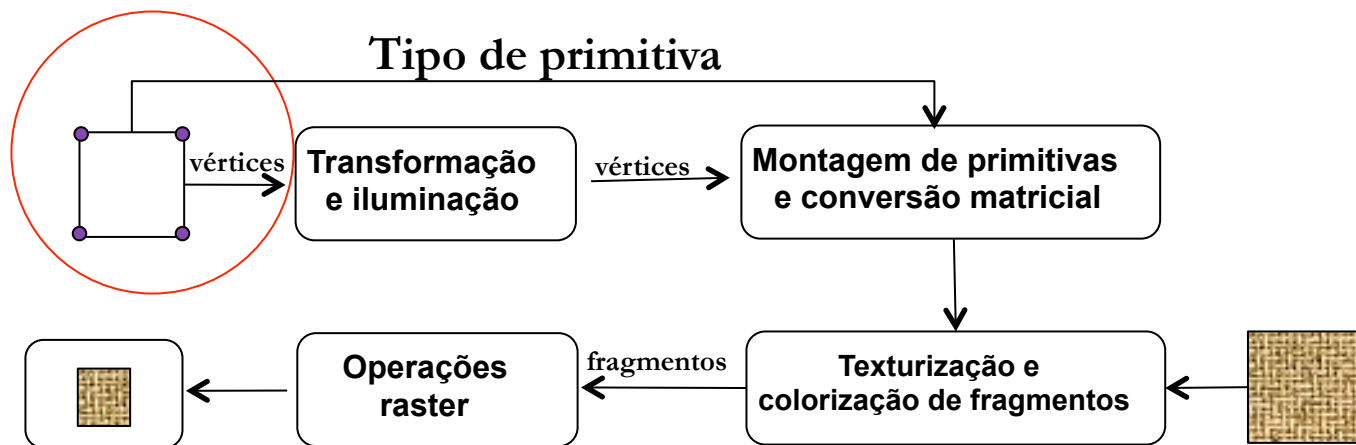 Tipo de primitiva
vértices
Transformação
e iluminação
vértices
Montagem de primitivas
e conversão matricial
Operações
raster
fragmentos
Texturização e
colorização de fragmentos